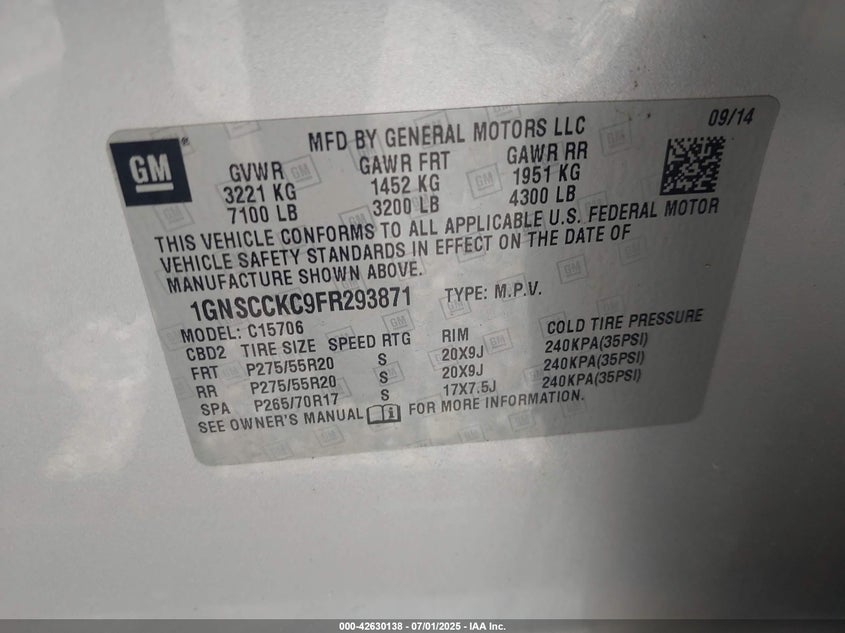 GM®
MFD BY GENERAL MOTORS LLC
09/14
GVWR GAWR FRT GAWR RR
3221 KG 1452 KG 1951 KG
7100 LB 3200 LB 4300 LB
THIS VEHICLE CONFORMS TO ALL APPLICABLE U.S. FEDERAL MOTOR
VEHICLE SAFETY STANDARDS IN EFFECT ON THE DATE OF
MANUFACTURE SHOWN ABOVE.
1GNSCCKC9FR293871 TYPE: M.P.V.
MODEL: C15706
CBD2 TIRE SIZE SPEED RTG RIM COLD TIRE PRESSURE
FRT P275/55R20 S 20X9J 240KPA(35PSI)
RR P275/55R20 S 20X9J 240KPA(35PSI)
SPA P265/70R17 S 17X7.5J 240KPA(35PSI)
SEE OWNER'S MANUAL FOR MORE INFORMATION.
000-42630138 - 07/01/2025 - IAA Inc.